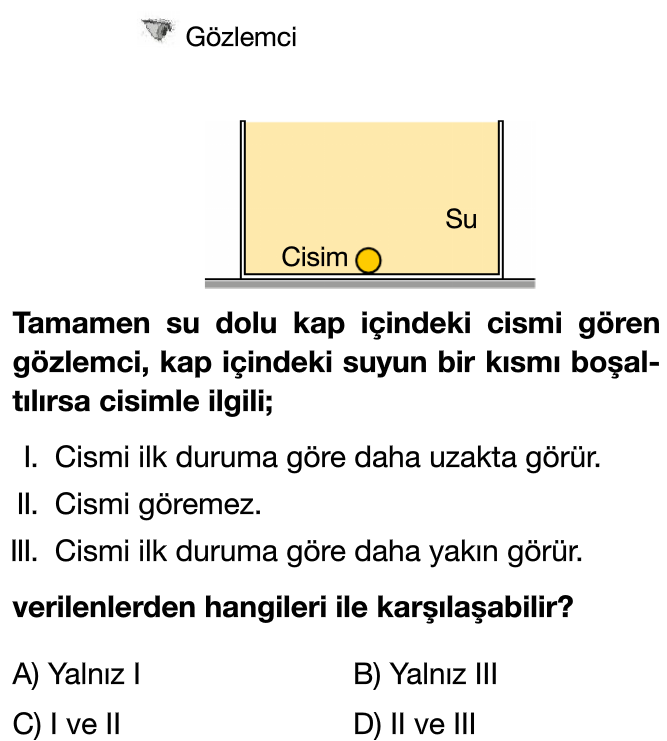 Gözlemci
Su
Cisim
Tamamen su dolu kap içindeki cismi gören
gözlemci, kap içindeki suyun bir kısmı boşal-
tılırsa cisimle ilgili;
I. Cismi ilk duruma göre daha uzakta görür.
II. Cismi göremez.
III. Cismi ilk duruma göre daha yakın görür.
verilenlerden hangileri ile karşılaşabilir?
A) Yalnız I
B) Yalnız III
C) I ve II
D) II ve III